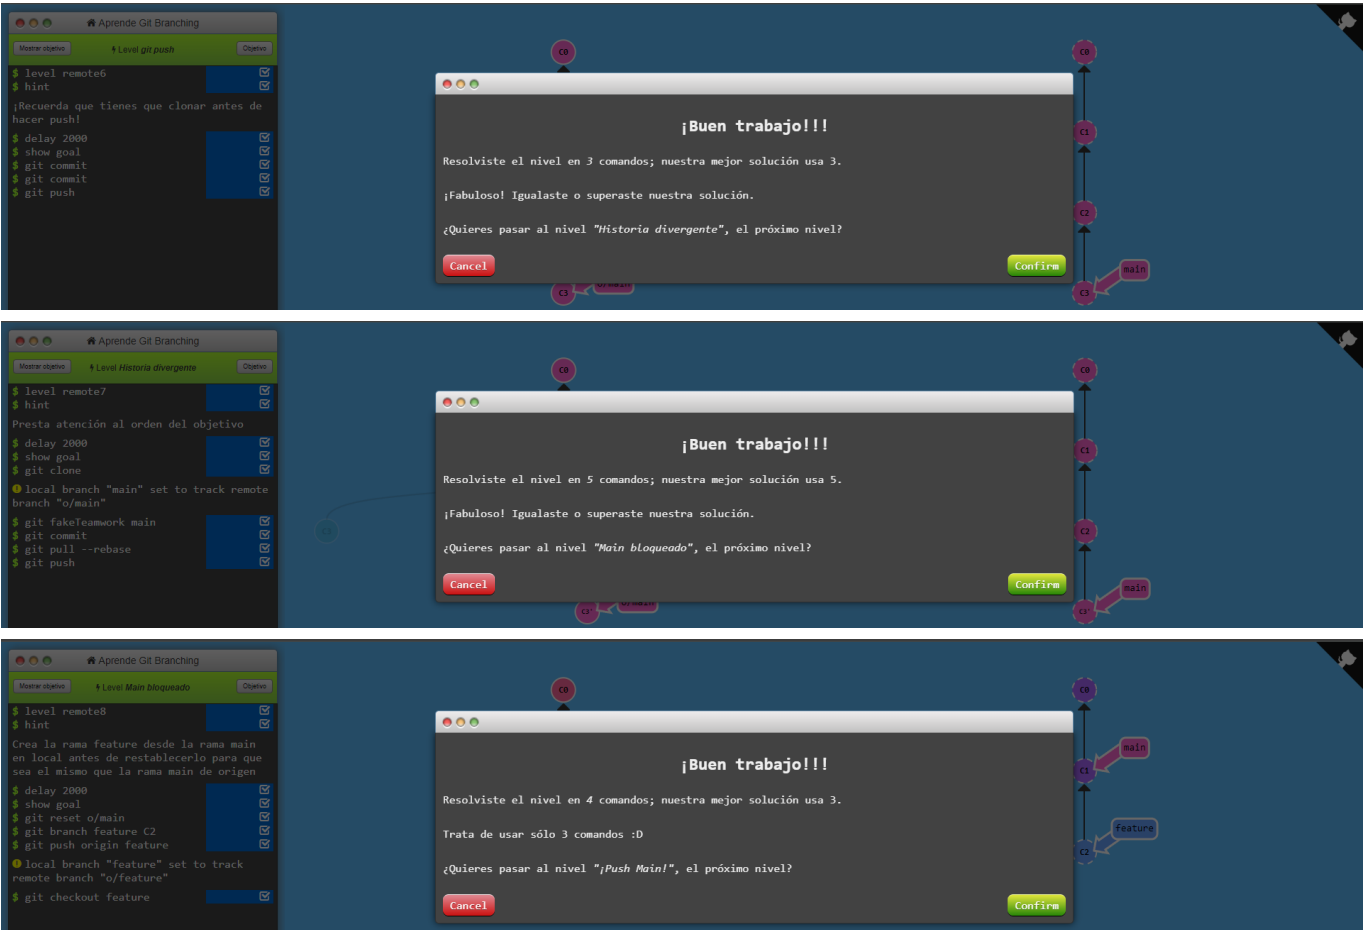 Aprende Git Branching
Mostrar objetivo
Level git push
Objetivo
$ level remote6
$ hint
¡Recuerda que tienes que clonar antes de
hacer push!
$ delay 2000
$ show goal
$ git commit
$ git commit
$ git push
C0
C3
o/main
¡Buen trabajo!!!
Resolviste el nivel en 3 comandos; nuestra mejor solución usa 3.
¡Fabuloso! Igualaste o superaste nuestra solución.
¿Quieres pasar al nivel "Historia divergente", el próximo nivel?
Cancel
Confirm
C0
C1
C2
main
C3
Aprende Git Branching
Mostrar objetivo
Level Historia divergente
Objetivo
$ level remote7
$ hint
Presta atención al orden del objetivo
$ delay 2000
$ show goal
$ git clone
local branch "main" set to track remote
branch "o/main"
$ git fakeTeamwork main
$ git commit
$ git pull --rebase
$ git push
C0
C3'
o/main
¡Buen trabajo!!!
Resolviste el nivel en 5 comandos; nuestra mejor solución usa 5.
¡Fabuloso! Igualaste o superaste nuestra solución.
¿Quieres pasar al nivel "Main bloqueado", el próximo nivel?
Cancel
Confirm
C0
C1
C2
main
C3'
Aprende Git Branching
Mostrar objetivo
Level Main bloqueado
Objetivo
$ level remote8
$ hint
Crea la rama feature desde la rama main
en local antes de restablecerlo para que
sea el mismo que la rama main de origen
$ delay 2000
$ show goal
$ git reset o/main
$ git branch feature C2
$ git push origin feature
local branch "feature" set to track
remote branch "o/feature"
$ git checkout feature
C0
¡Buen trabajo!!!
Resolviste el nivel en 4 comandos; nuestra mejor solución usa 3.
Trata de usar sólo 3 comandos :D
¿Quieres pasar al nivel "¡Push Main!", el próximo nivel?
Cancel
Confirm
C0
main
C1
feature
C2